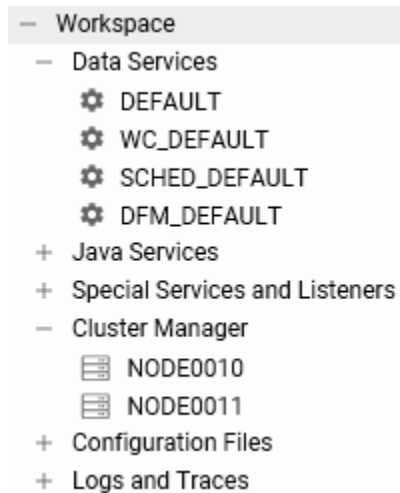 Workspace
Data Services
DEFAULT
WC_DEFAULT
SCHED_DEFAULT
DFM_DEFAULT
Java Services
Special Services and Listeners
Cluster Manager
NODE0010
NODE0011
Configuration Files
Logs and Traces